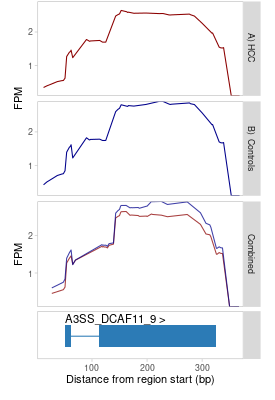 2
1
FPM
A) HCC
2
1
B) Controls
2
1
FPM
Combined
A3SS_DCAF11_9 >
100
200
300
Distance from region start (bp)